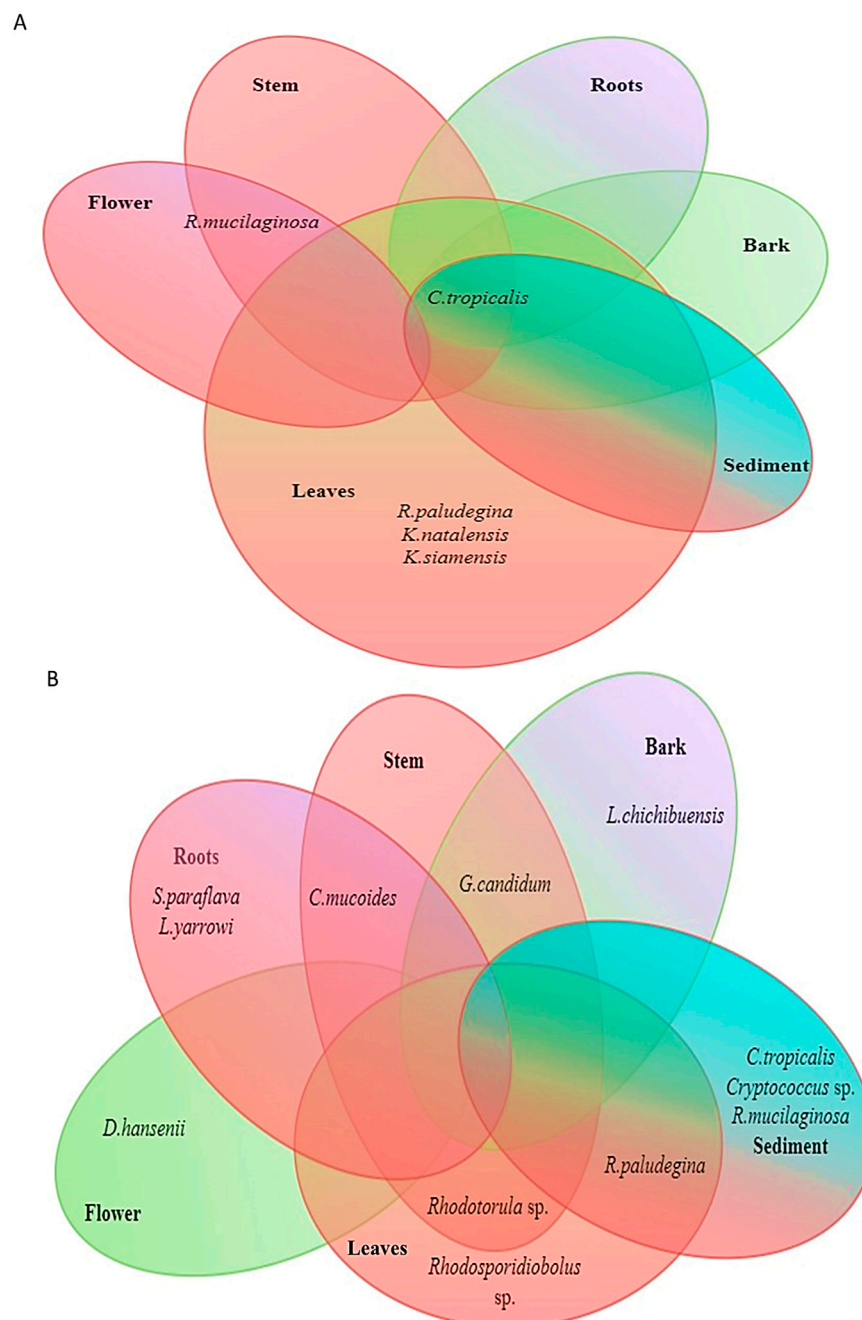 A
Stem
Roots
Flower
R.mucilaginosa
Bark
C.tropicalis
Sediment
Leaves
R.paludegina
K.natalensis
K.siamensis
B
Stem
Bark
L.chichibuensis
Roots
S.paraflava
L.yarrowi
C.mucoides
G.candidum
C.tropicalis
Cryptococcus sp.
R.mucilaginosa
Sediment
D.hansenii
R.paludegina
Flower
Rhodotorula sp.
Leaves
Rhodosporidiobolus
sp.